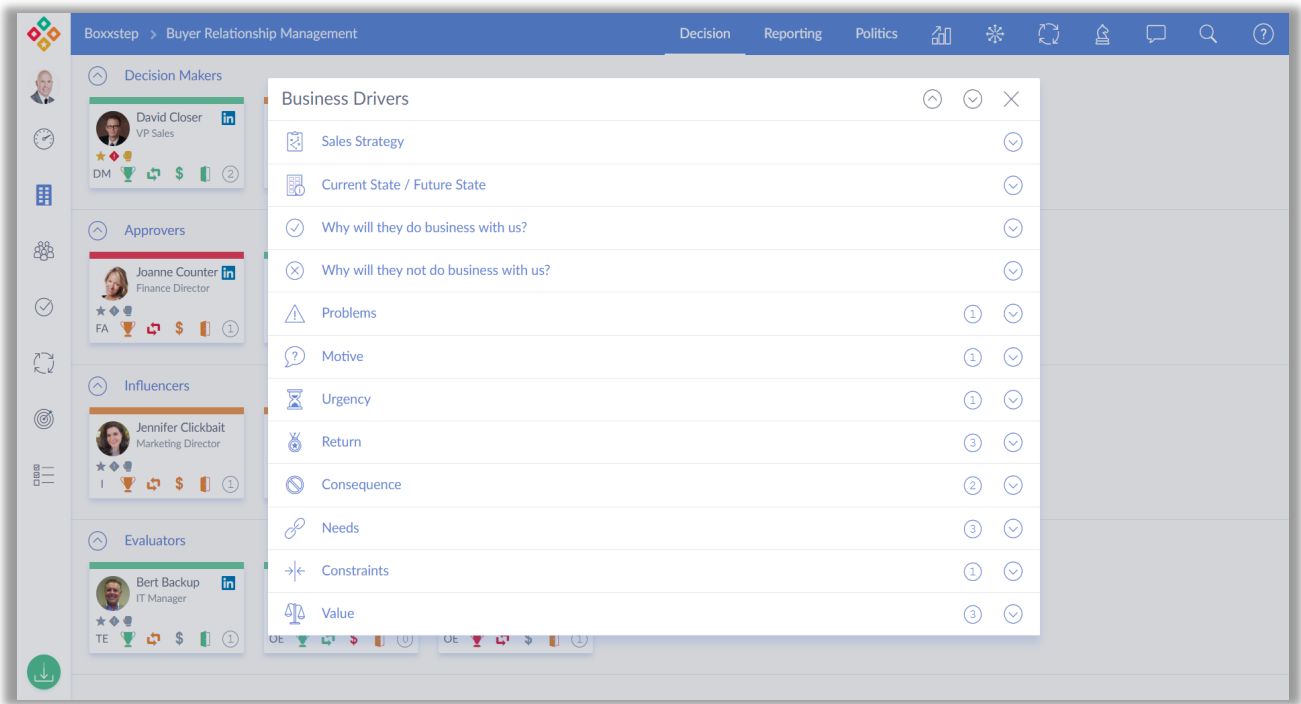 Boxxstep > Buyer Relationship Management
Decision
Reporting
Politics
Decision Makers
David Closer in
VP Sales
DM $ 2
Approvers
Joanne Counter in
Finance Director
FA $ 1
Influencers
Jennifer Clickbait
Marketing Director
I $ 1
Evaluators
Bert Backup in
IT Manager
TE $ 1
OE $ 0
OE $ 1
Business Drivers
Sales Strategy
Current State / Future State
Why will they do business with us?
Why will they not do business with us?
Problems 1
Motive 1
Urgency 1
Return 3
Consequence 2
Needs 3
Constraints 1
Value 3